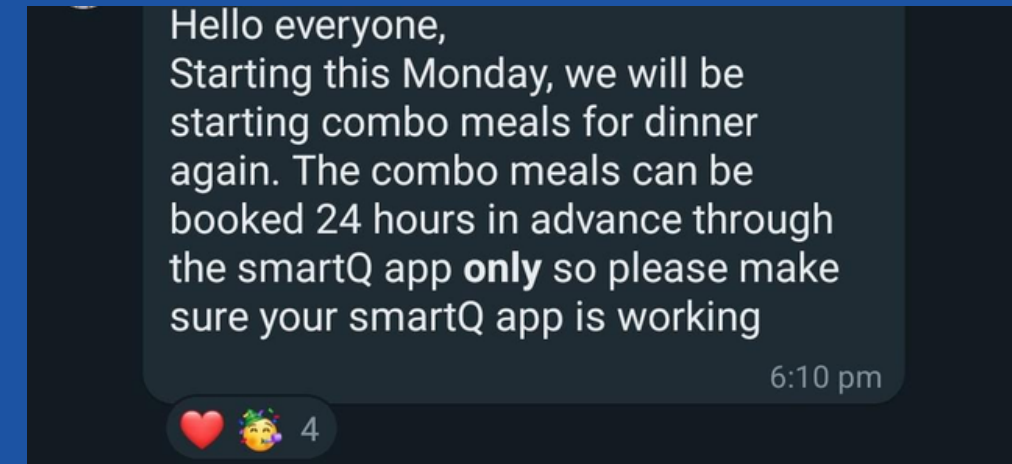 Hello everyone,
Starting this Monday, we will be
starting combo meals for dinner
again. The combo meals can be
booked 24 hours in advance through
the smartQ app only so please make
sure your smartQ app is working
6:10 pm
4